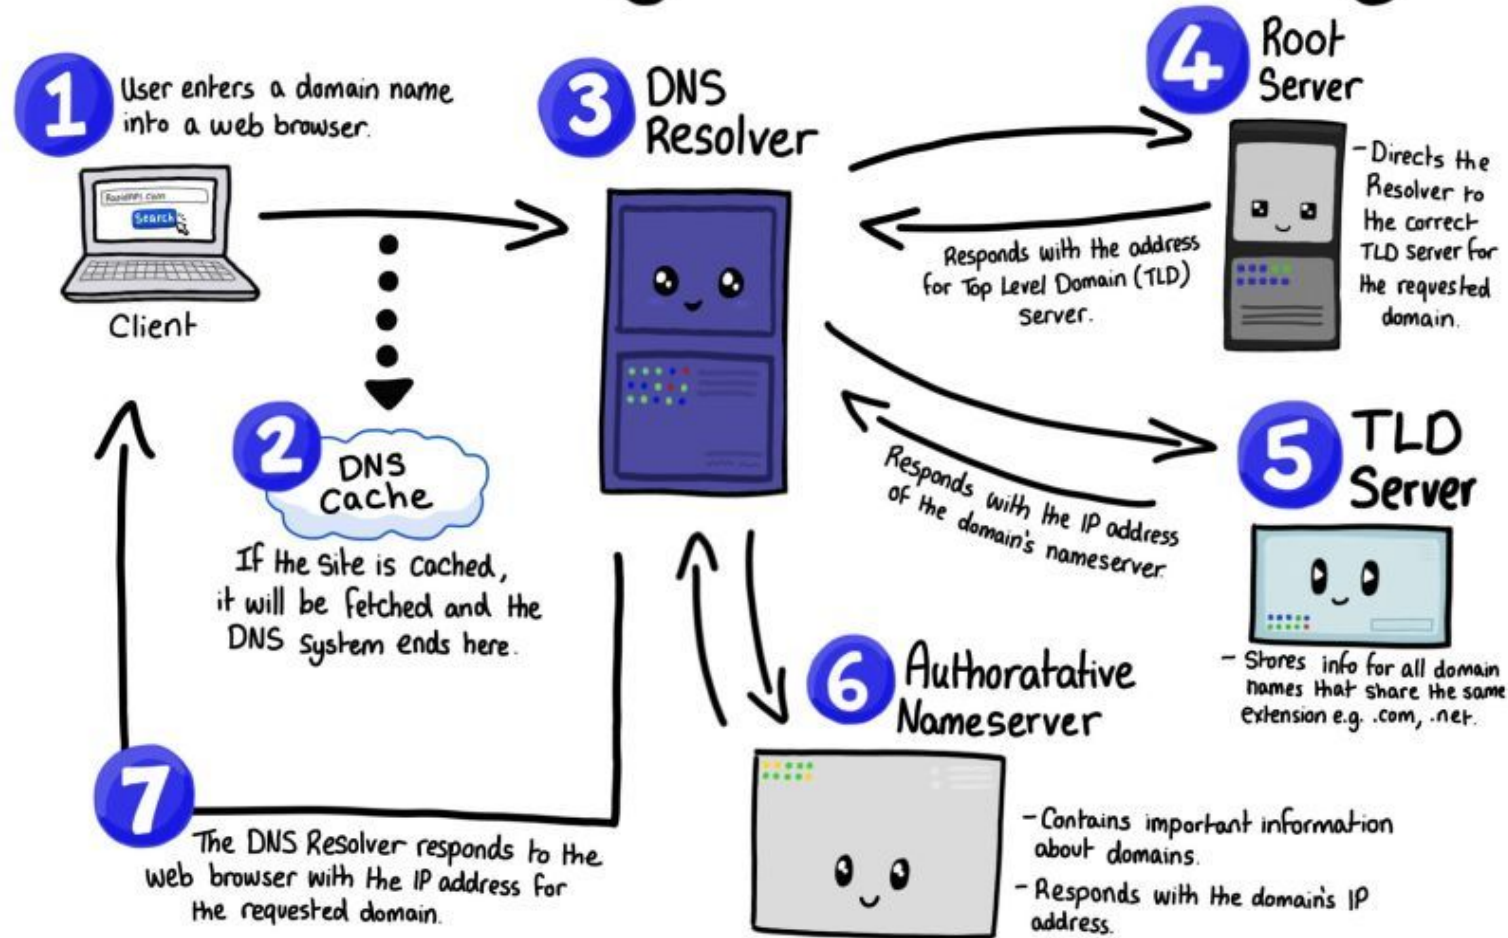 1
User enters a domain name
into a web browser.
RapidAPI.com
Search
Client
2
DNS
Cache
If the site is cached,
it will be fetched and the
DNS system ends here.
3
DNS
Resolver
4
Root
Server
- Directs the
Resolver to
the correct
TLD server for
the requested
domain.
Responds with the address
for Top Level Domain (TLD)
server.
5
TLD
Server
Responds with the IP address
of the domain's nameserver.
- Stores info for all domain
names that share the same
extension e.g. .com, .net.
6
Authoratative
Nameserver
- Contains important information
about domains.
- Responds with the domain's IP
address.
7
The DNS Resolver responds to the
web browser with the IP address for
the requested domain.